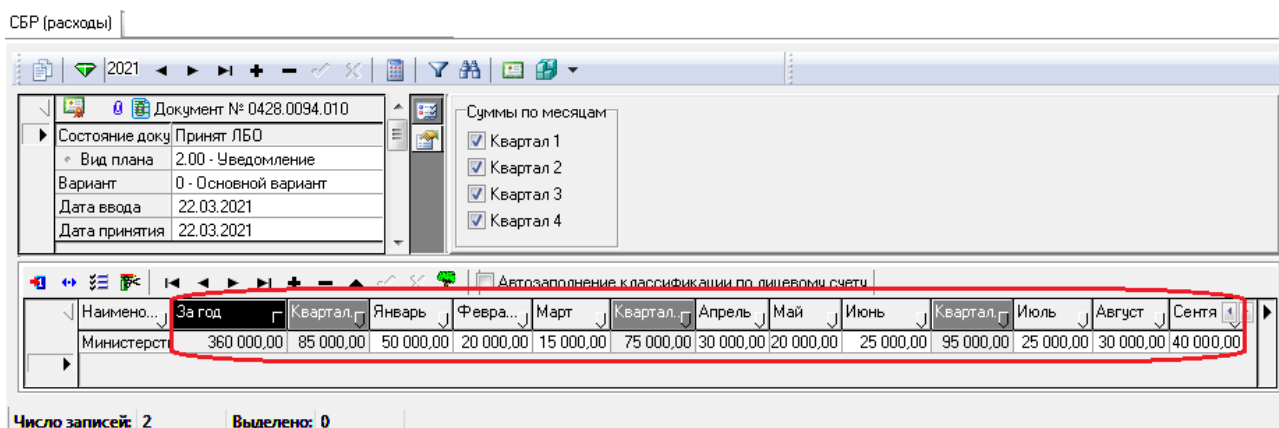 СБР (расходы)
2021
Документ № 0428.0094.010
Состояние доку Принят ЛБО
Вид плана 2.00 - Уведомление
Вариант 0 - Основной вариант
Дата ввода 22.03.2021
Дата принятия 22.03.2021
Суммы по месяцам
Квартал 1
Квартал 2
Квартал 3
Квартал 4
Автозаполнение классификации по лицевому счету
Наимено... За год Квартал. Январь Февра... Март Квартал.. Апрель Май Июнь Квартал. Июль Август Сентя
Министерст 360 000,00 85 000,00 50 000,00 20 000,00 15 000,00 75 000,00 30 000,00 20 000,00 25 000,00 95 000,00 25 000,00 30 000,00 40 000,00
Число записей: 2 Выделено: 0